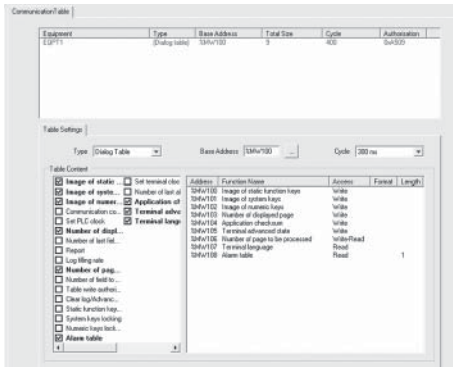 CommunicationTable
Equipment Type Base Address Total Size Cycle Authorization
EQPT1 (Dialog table) %MW100 9 400 0xA5D9
Table Settings
Type Dialog Table Base Address %MW100 ... Cycle 300 ms
Table Content
Image of static ... Set terminal cloc
Image of syste... Number of last al
Image of numer... Application ch
Communication co... Terminal advo
Set PLC clock Terminal lang
Number of displ...
Number of last fiel...
Report
Log filling rate
Number of pag...
Number of field to ...
Table write authori...
Clear log/Advanc...
Static function key...
System keys locking
Numeric keys lock...
Alarm table
Address Function Name Access Format Length
%MW100 Image of static function keys Write
%MW101 Image of system keys Write
%MW102 Image of numeric keys Write
%MW103 Number of displayed page Write
%MW104 Application checksum Write
%MW105 Terminal advanced state Write
%MW106 Number of page to be processed Write-Read
%MW107 Terminal language Read
%MW108 Alarm table Read 1